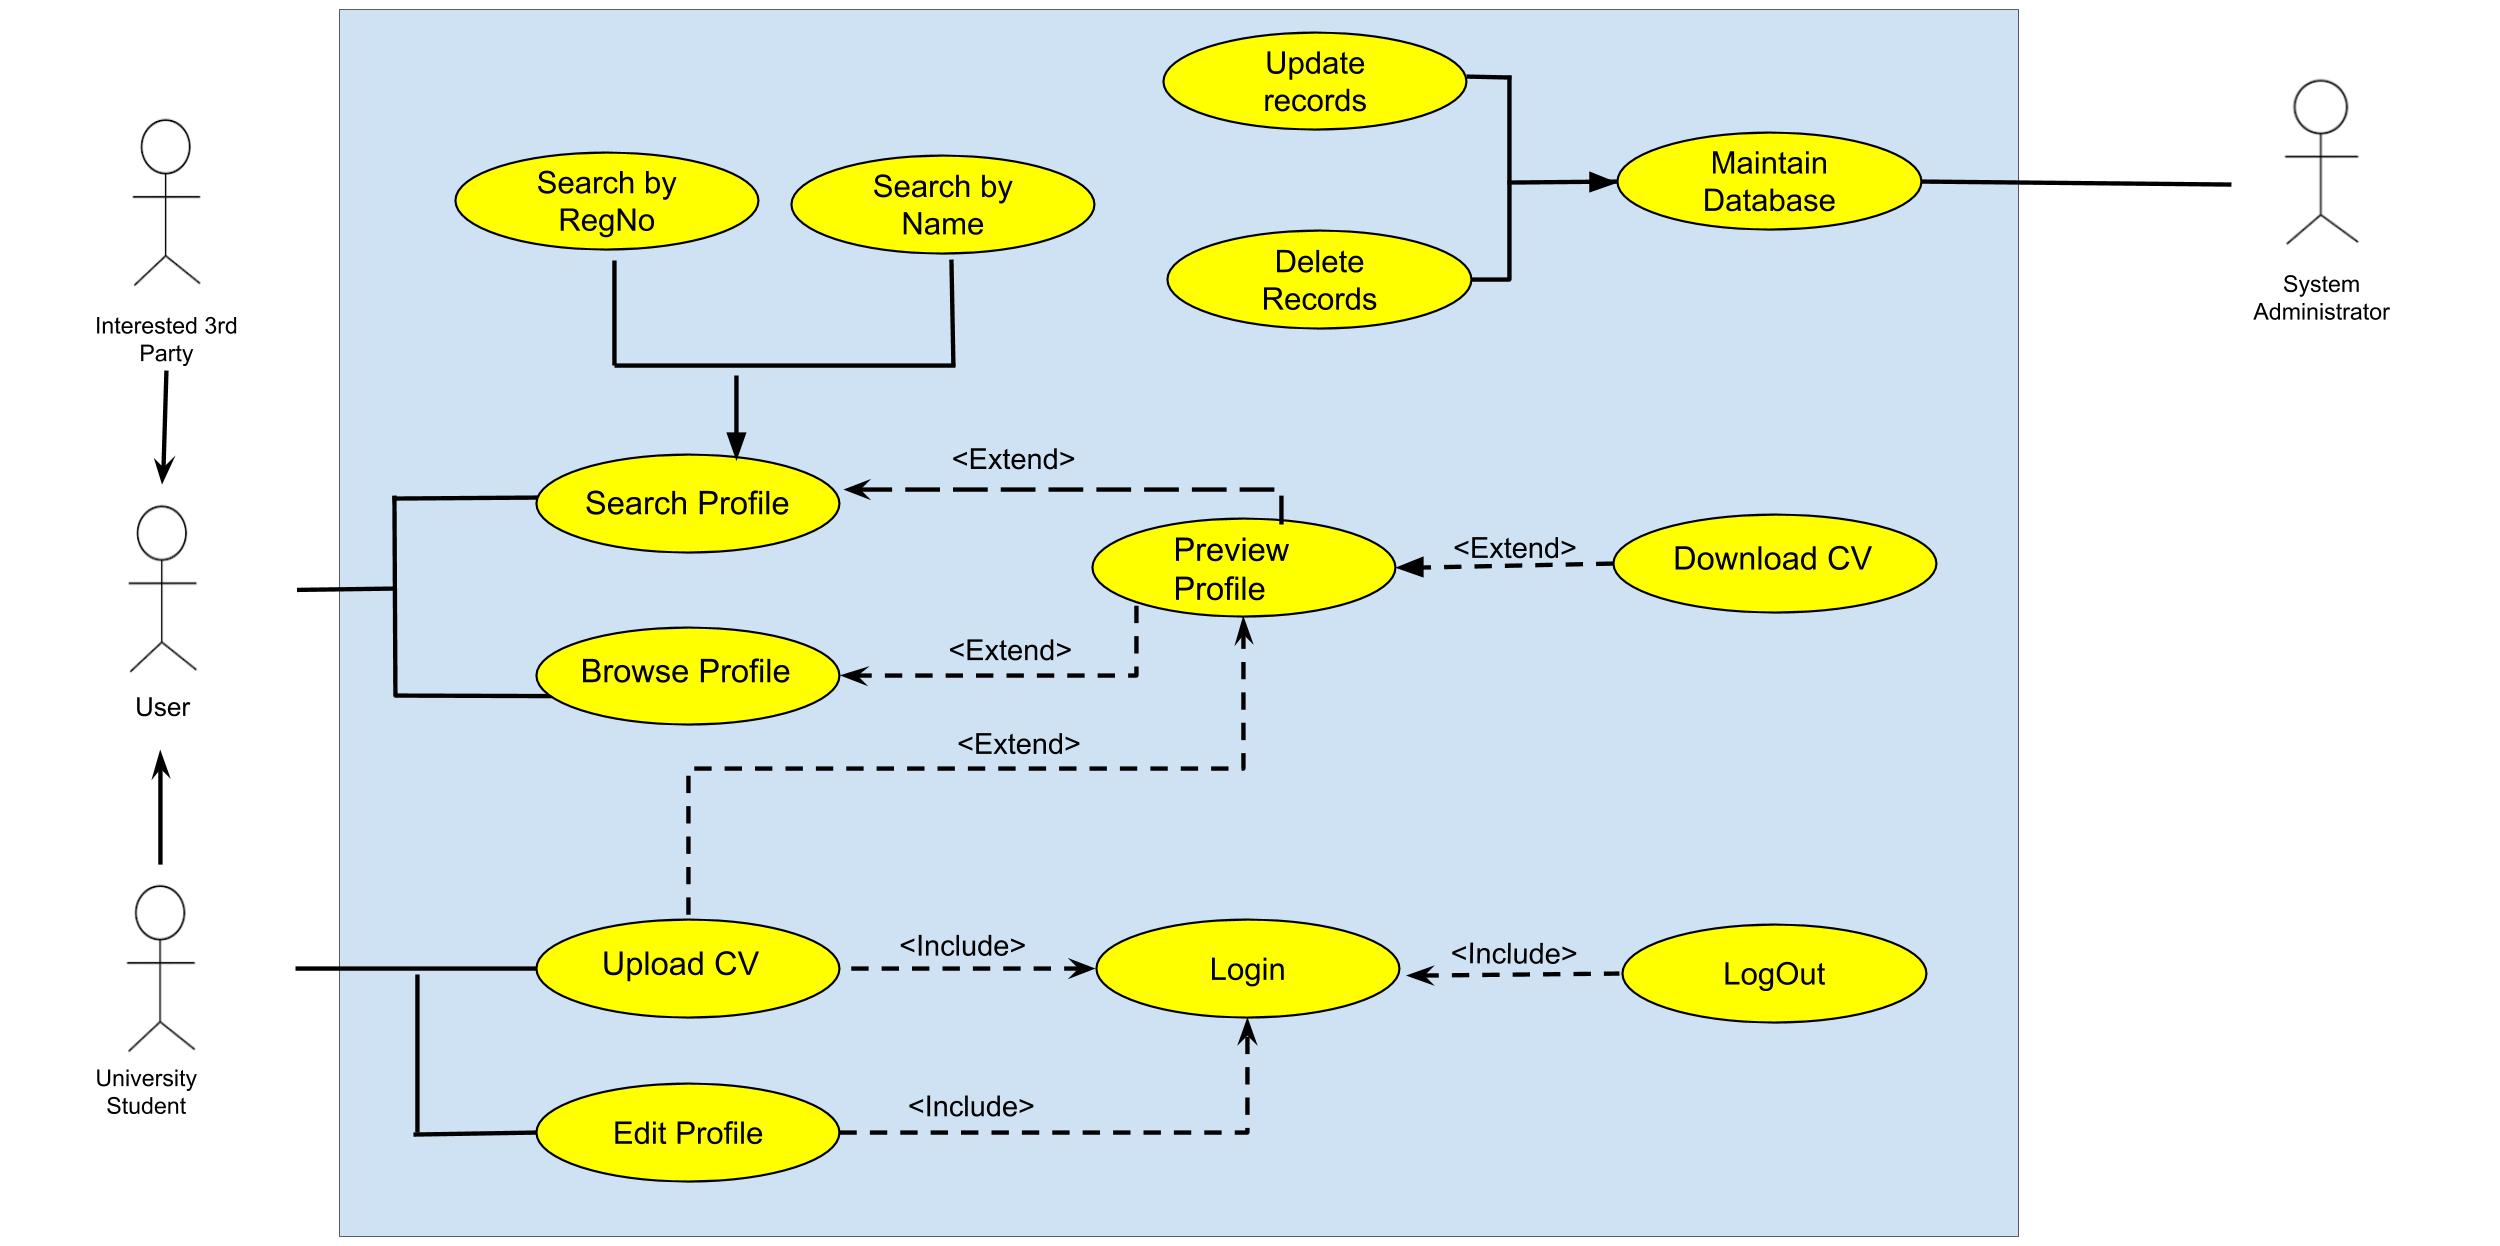 Update
records
Search by
RegNo
Search by
Name
Maintain
Database
Delete
Records
System
Administrator
Interested 3rd
Party
<Extend>
Search Profile
Preview
Profile
<Extend>
Download CV
<Extend>
Browse Profile
User
<Extend>
Upload CV
<Include>
Login
<Include>
LogOut
University
Student
<Include>
Edit Profile